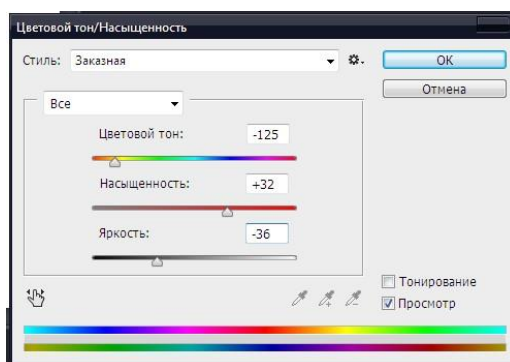 Цветовой тон/Насыщенность
Стиль: Заказная
OK
Отмена
Все
Цветовой тон: -125
Насыщенность: +32
Яркость: -36
Тонирование
Просмотр